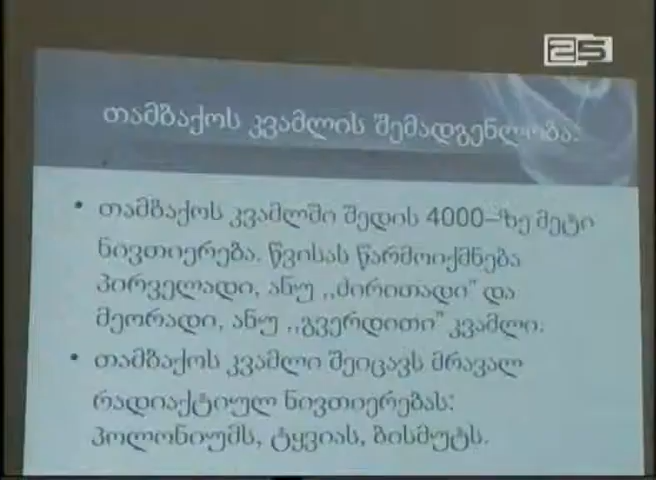 25
თამბაქოს კვამლის შემადგენლობა:
• თამბაქოს კვამლში შედის 4000–ზე მეტი
ნივთიერება. წვისას წარმოიქმნება
პირველადი, ანუ ,,ძირითადი” და
მეორადი, ანუ ,,გვერდითი” კვამლი.
• თამბაქოს კვამლი შეიცავს მრავალ
რადიაქტიულ ნივთიერებას:
პოლონიუმს, ტყვიას, ბისმუტს.